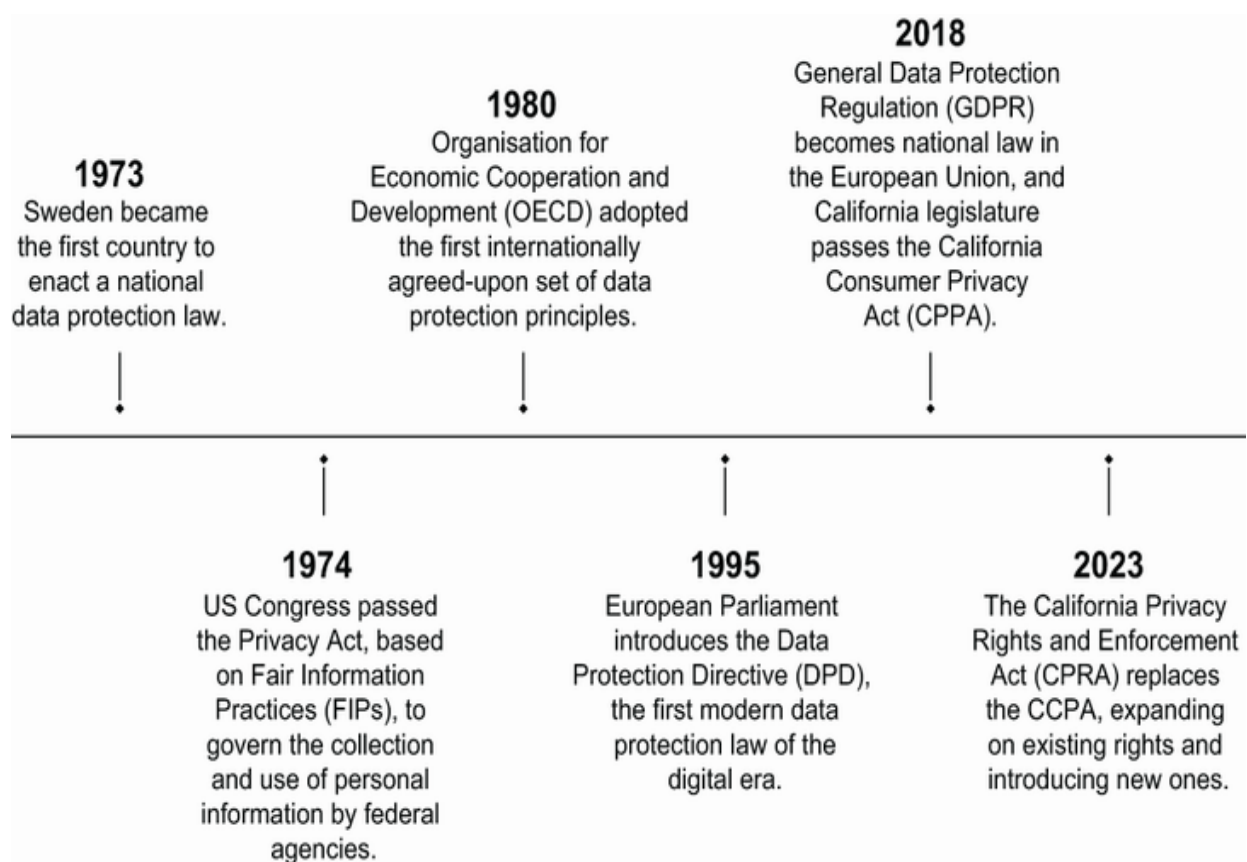 1973
Sweden became
the first country to
enact a national
data protection law.
1980
Organisation for
Economic Cooperation and
Development (OECD) adopted
the first internationally
agreed-upon set of data
protection principles.
2018
General Data Protection
Regulation (GDPR)
becomes national law in
the European Union, and
California legislature
passes the California
Consumer Privacy
Act (CPPA).
1974
US Congress passed
the Privacy Act, based
on Fair Information
Practices (FIPs), to
govern the collection
and use of personal
information by federal
agencies.
1995
European Parliament
introduces the Data
Protection Directive (DPD),
the first modern data
protection law of the
digital era.
2023
The California Privacy
Rights and Enforcement
Act (CPRA) replaces
the CCPA, expanding
on existing rights and
introducing new ones.